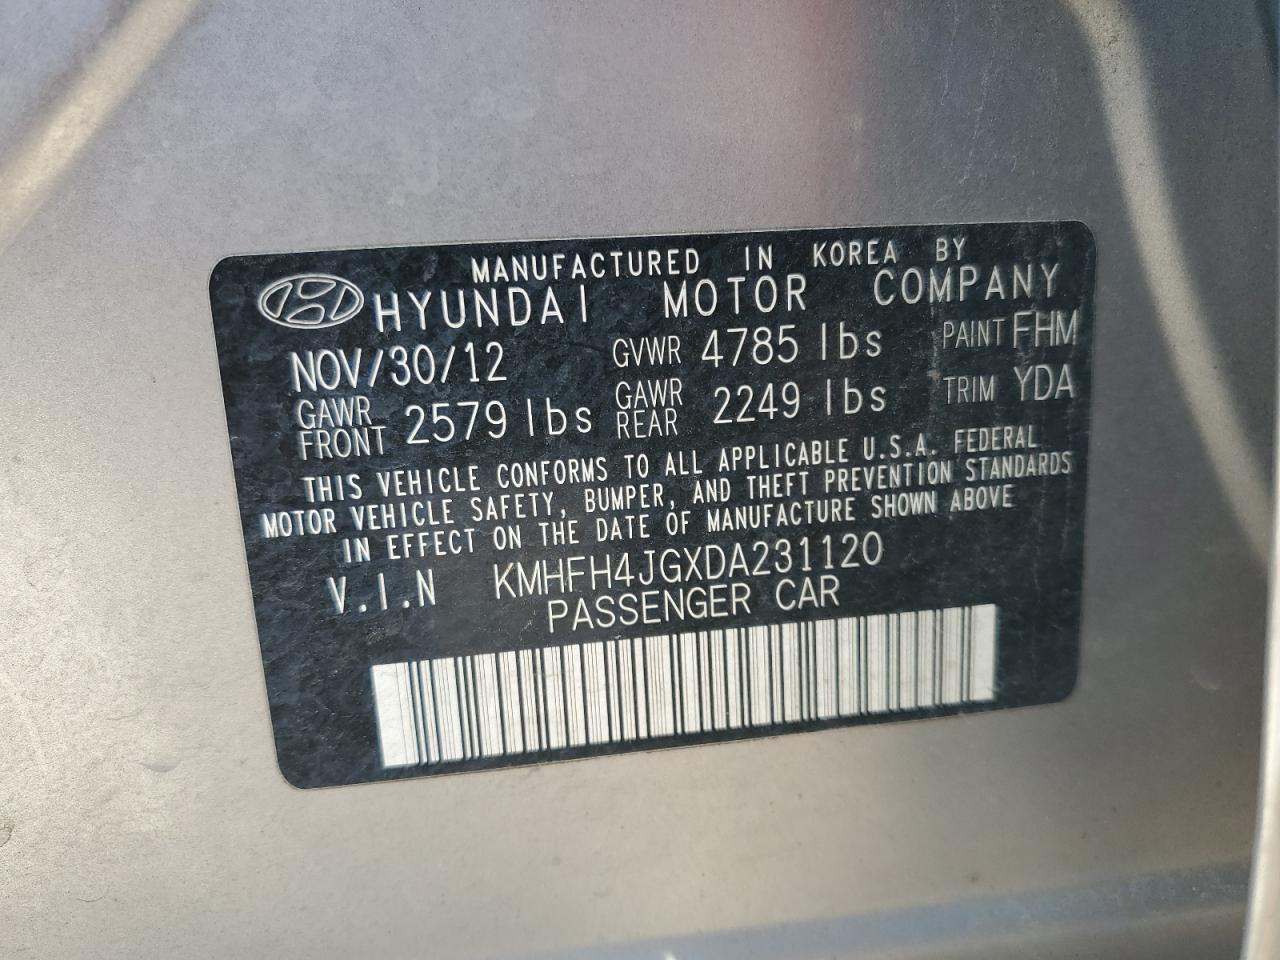 MANUFACTURED IN KOREA BY
HYUNDAI MOTOR COMPANY
NOV/30/12 GVWR 4785 lbs PAINT FHM
GAWR FRONT 2579 lbs GAWR REAR 2249 lbs TRIM YDA
THIS VEHICLE CONFORMS TO ALL APPLICABLE U.S.A. FEDERAL
MOTOR VEHICLE SAFETY, BUMPER, AND THEFT PREVENTION STANDARDS
IN EFFECT ON THE DATE OF MANUFACTURE SHOWN ABOVE
V.I.N KMHFH4JGXDA231120
PASSENGER CAR